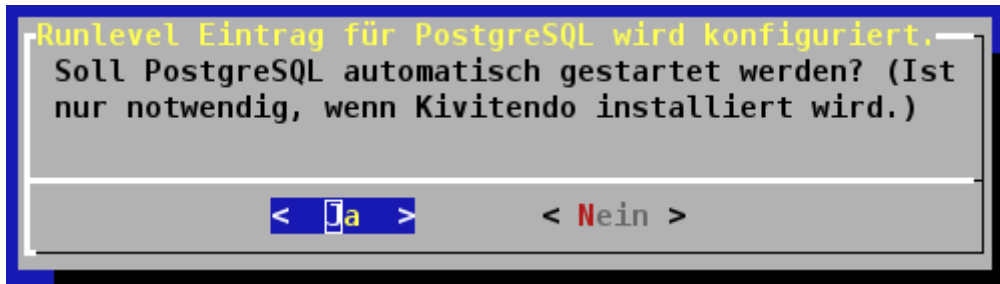 Runlevel Eintrag für PostgreSQL wird konfiguriert.
Soll PostgreSQL automatisch gestartet werden? (Ist
nur notwendig, wenn Kivitendo installiert wird.)
< Ja > < Nein >